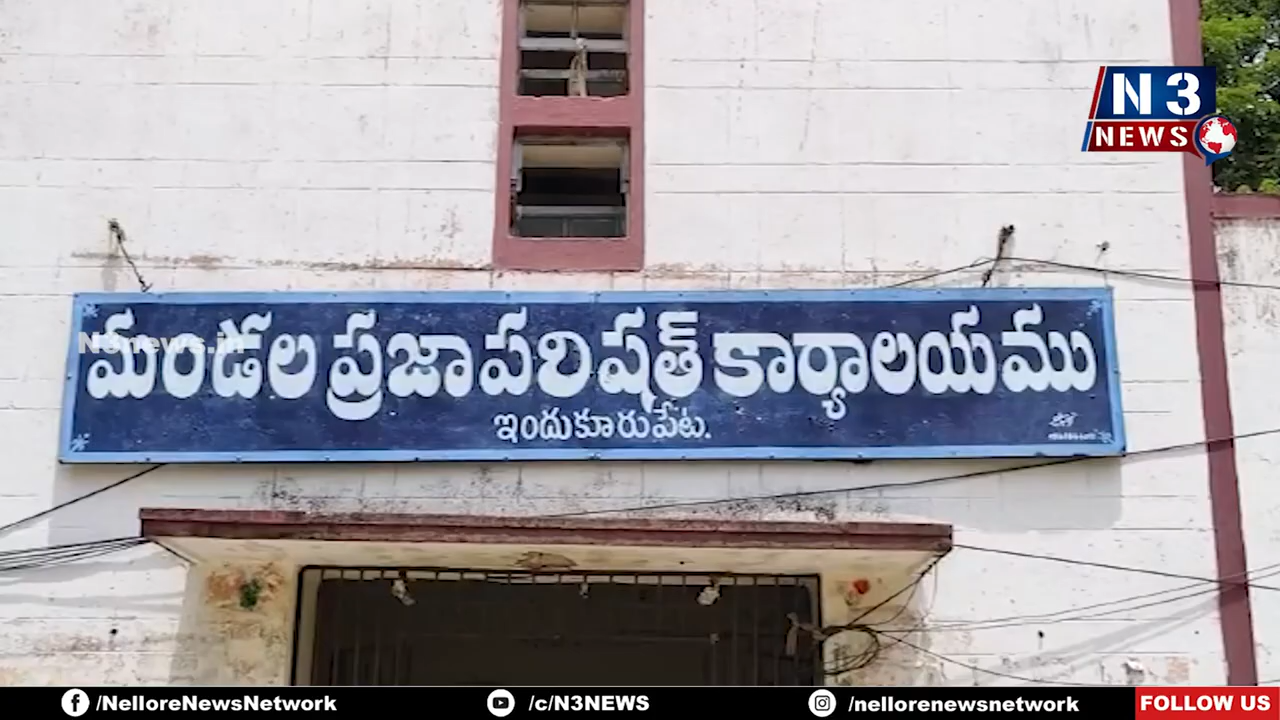 N3
NEWS
N3news.in
మండల ప్రజా పరిషత్ కార్యాలయము
ఇందుకూరుపేట.
/NelloreNewsNetwork
/c/N3NEWS
/nellorenewsnetwork
FOLLOW US